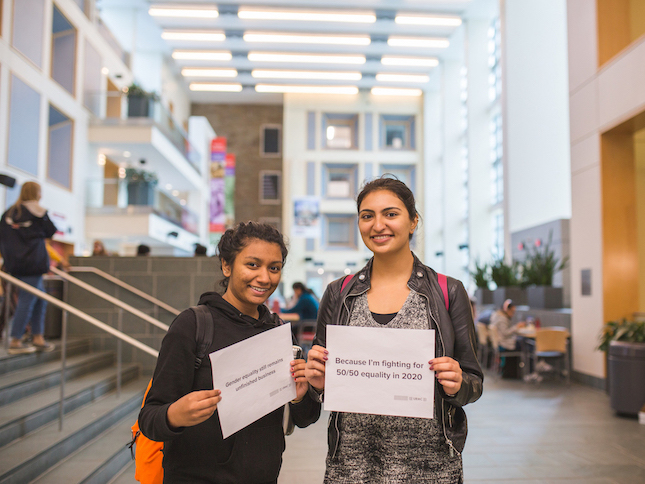 Gender equality still remains
unfinished business.
Because I'm fighting for
50/50 equality in 2020